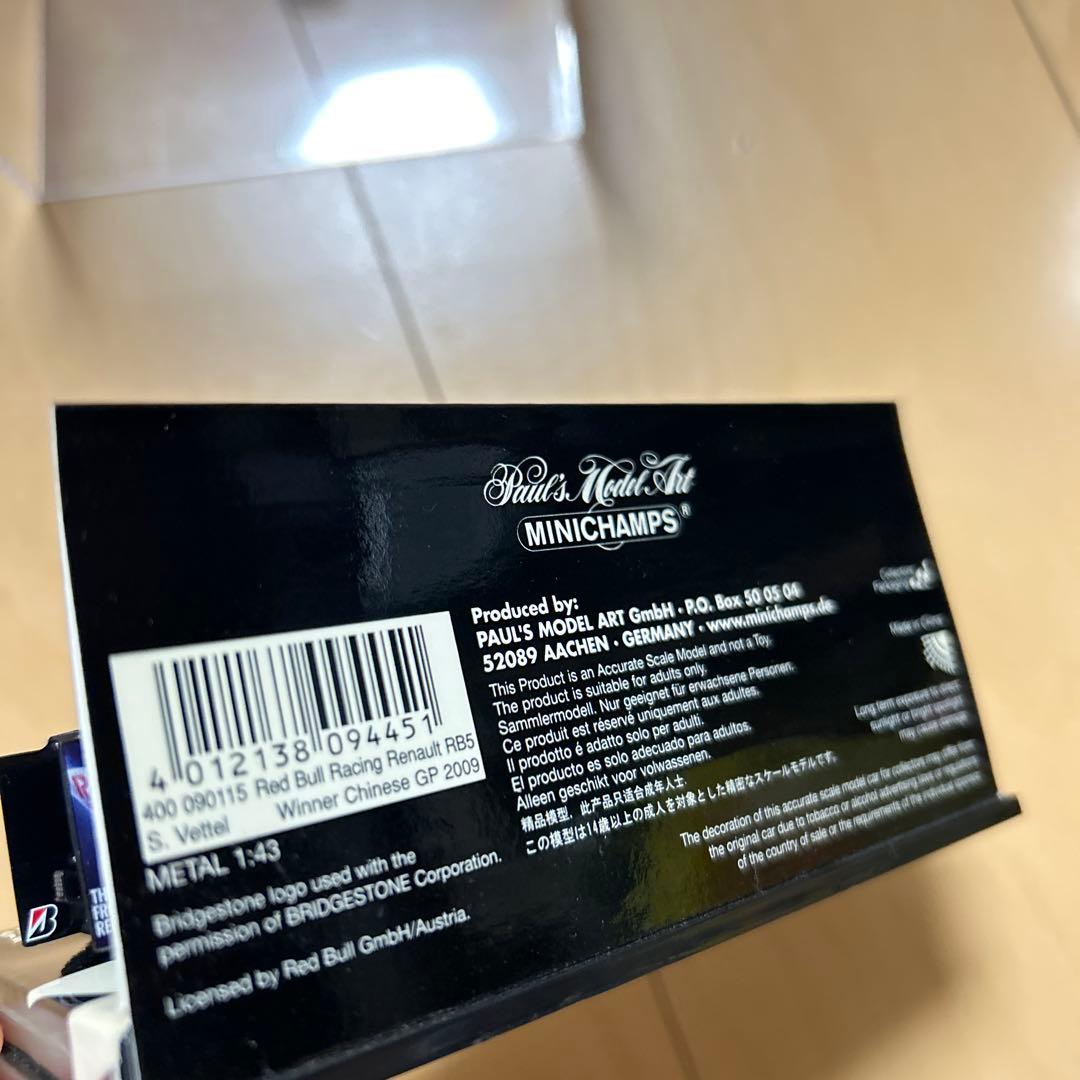 Paul's Model Art
MINICHAMPS®
Produced by:
PAUL'S MODEL ART GmbH · P.O. Box 50 05 04
52089 AACHEN · GERMANY · www.minichamps.de
This Product is an Accurate Scale Model and not a Toy.
The product is suitable for adults only.
Sammlermodell. Nur geeignet für erwachsene Personen.
Ce produit est réservé uniquement aux adultes.
Il prodotto é adatto solo per adulti.
El producto es solo adecuado para adultos.
Alleen geschikt voor volwassenen.
精品模型，此产品只适合成年人士.
この模型は14歳以上の成人を対象とした精密なスケールモデルです。
4 012138 094451
400 090115 Red Bull Racing Renault RB5
S. Vettel Winner Chinese GP 2009
METAL 1:43
Bridgestone logo used with the
permission of BRIDGESTONE Corporation.
Licensed by Red Bull GmbH/Austria.
Made in China
Long term exposure to direct
sunlight or
may cause
The decoration of this accurate scale model car for collectors may differ from
the original car due to tobacco or alcohol advertising laws or regulations
of the country of sale or the requirements of the individual